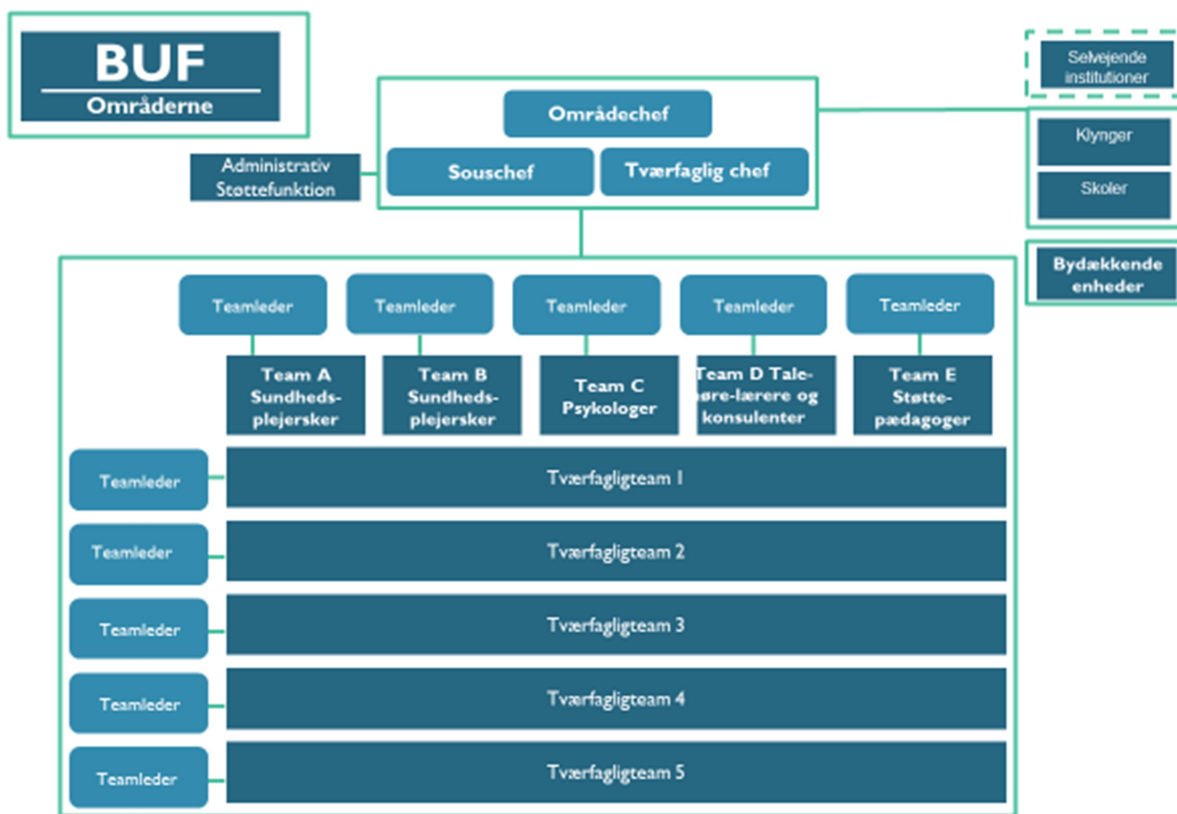 BUF
Områderne
Områdechef
Souschef
Tværfaglig chef
Administrativ
Støttefunktion
Selvejende
institutioner
Klynger
Skoler
Bydækkende
enheder
Teamleder
Teamleder
Teamleder
Teamleder
Teamleder
Team A
Sundheds-
plejersker
Team B
Sundheds-
plejersker
Team C
Psykologer
Team D Tale-
øre-lærere og
konsulenter
Team E
Støtte-
pædagoger
Teamleder
Tværfagligteam 1
Teamleder
Tværfagligteam 2
Teamleder
Tværfagligteam 3
Teamleder
Tværfagligteam 4
Teamleder
Tværfagligteam 5